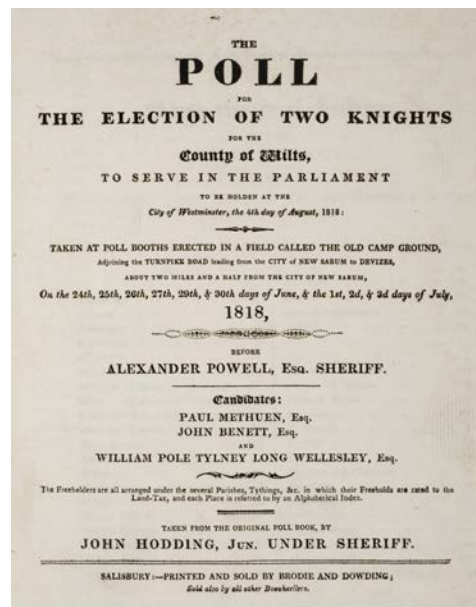 THE
POLL
FOR
THE ELECTION OF TWO KNIGHTS
FOR THE
County of Wilts,
TO SERVE IN THE PARLIAMENT
TO BE HOLDEN AT THE
City of Westminster, the 4th day of August, 1818:
TAKEN AT POLL BOOTHS ERECTED IN A FIELD CALLED THE OLD CAMP GROUND,
Adjoining the TURNPIKE ROAD leading from the CITY of NEW SARUM to DEVIZES,
ABOUT TWO MILES AND A HALF FROM THE CITY OF NEW SARUM,
On the 24th, 25th, 26th, 27th, 29th, & 30th days of June, & the 1st, 2d, & 3d days of July,
1818,
BEFORE
ALEXANDER POWELL, Esq. SHERIFF.
Candidates:
PAUL METHUEN, Esq.
JOHN BENETT, Esq.
AND
WILLIAM POLE TYLNEY LONG WELLESLEY, Esq.
The Freeholders are all arranged under the several Parishes, Tythings, &c. in which their Freeholds are rated to the
Land-Tax, and each Place is referred to by an Alphabetical Index.
TAKEN FROM THE ORIGINAL POLL BOOK, BY
JOHN HODDING, Jun. UNDER SHERIFF.
SALISBURY:—PRINTED AND SOLD BY BRODIE AND DOWDING;
Sold also by all other Booksellers.